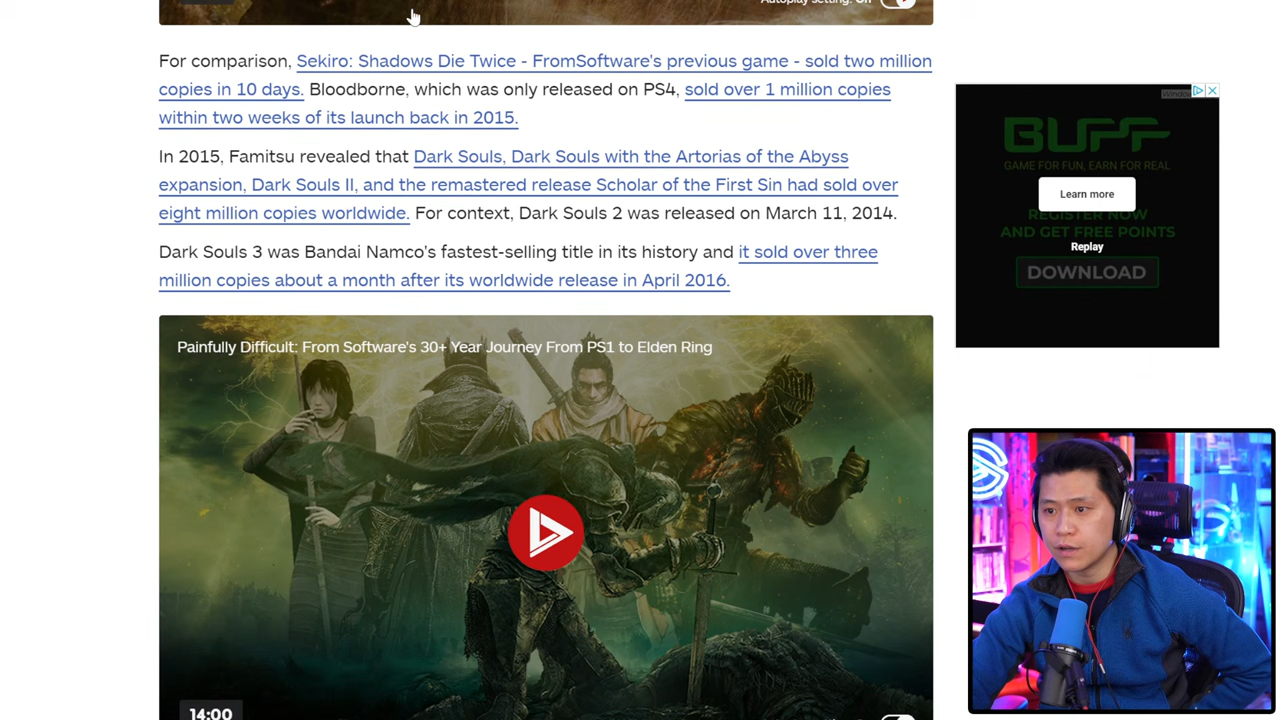 Autoplay setting: On
For comparison, Sekiro: Shadows Die Twice - FromSoftware's previous game - sold two million
copies in 10 days. Bloodborne, which was only released on PS4, sold over 1 million copies
within two weeks of its launch back in 2015.
In 2015, Famitsu revealed that Dark Souls, Dark Souls with the Artorias of the Abyss
expansion, Dark Souls II, and the remastered release Scholar of the First Sin had sold over
eight million copies worldwide. For context, Dark Souls 2 was released on March 11, 2014.
Dark Souls 3 was Bandai Namco's fastest-selling title in its history and it sold over three
million copies about a month after its worldwide release in April 2016.
Painfully Difficult: From Software's 30+ Year Journey From PS1 to Elden Ring
14:00
BUFF
GAME FOR FUN, EARN FOR REAL
Learn more
REGISTER NOW
AND GET FREE POINTS
Replay
DOWNLOAD